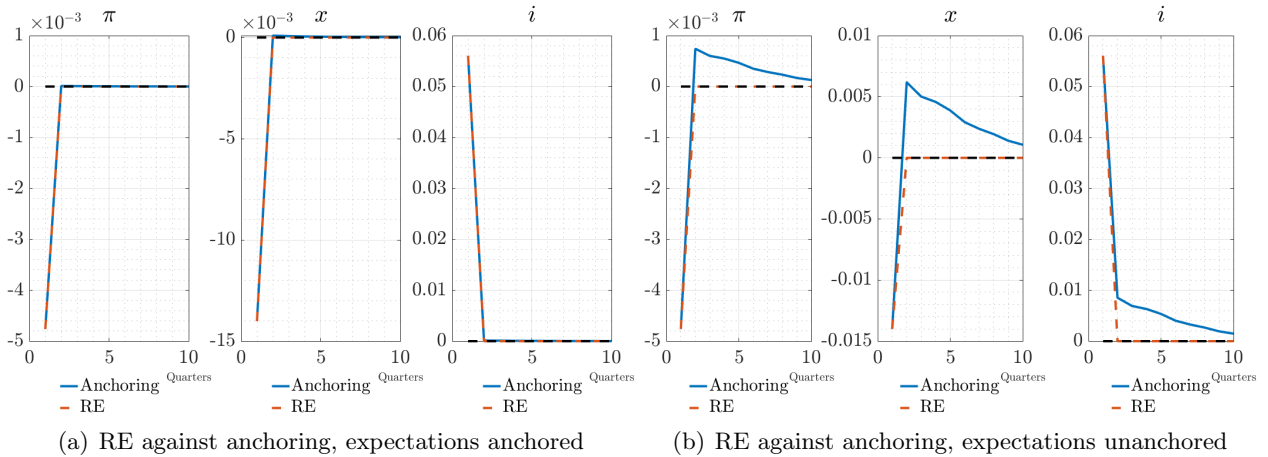 ×10⁻³ π
1
0
-1
-2
-3
-4
-5
0 5 10
Quarters
Anchoring
RE
×10⁻³ x
0
-5
-10
-15
0 5 10
Quarters
Anchoring
RE
i
0.06
0.05
0.04
0.03
0.02
0.01
0
0 5 10
Quarters
Anchoring
RE
(a) RE against anchoring, expectations anchored
×10⁻³ π
1
0
-1
-2
-3
-4
-5
0 5 10
Quarters
Anchoring
RE
x
0.01
0.005
0
-0.005
-0.01
-0.015
0 5 10
Quarters
Anchoring
RE
i
0.06
0.05
0.04
0.03
0.02
0.01
0
0 5 10
Quarters
Anchoring
RE
(b) RE against anchoring, expectations unanchored